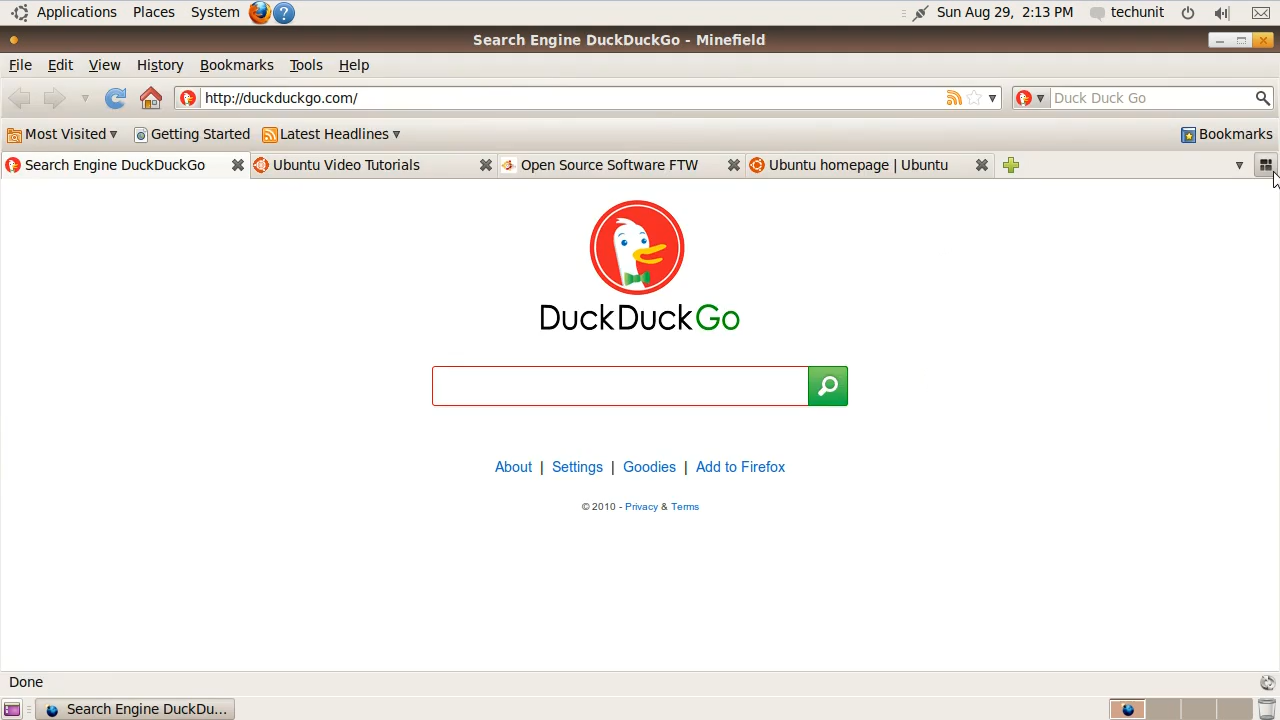 Applications Places System Sun Aug 29, 2:13 PM techunit
Search Engine DuckDuckGo - Minefield
File Edit View History Bookmarks Tools Help
http://duckduckgo.com/ Duck Duck Go
Most Visited Getting Started Latest Headlines Bookmarks
Search Engine DuckDuckGo Ubuntu Video Tutorials Open Source Software FTW Ubuntu homepage | Ubuntu
DuckDuckGo
About | Settings | Goodies | Add to Firefox
© 2010 - Privacy & Terms
Done
Search Engine DuckDu...